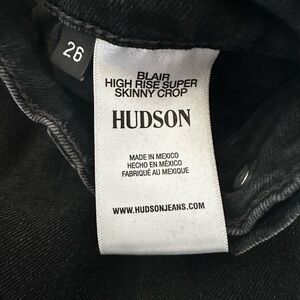 26
BLAIR
HIGH RISE SUPER
SKINNY CROP
HUDSON
MADE IN MEXICO
HECHO EN MÉXICO
FABRIQUÉ AU MEXIQUE
WWW.HUDSONJEANS.COM